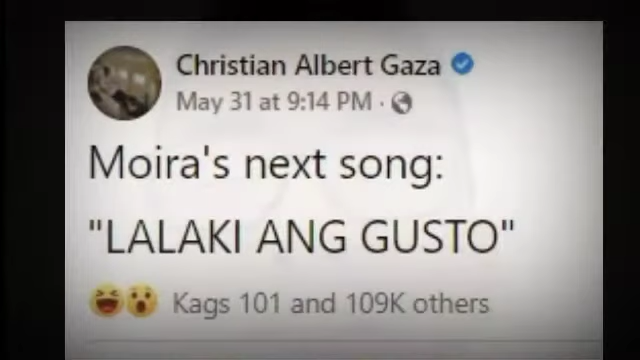 Christian Albert Gaza
May 31 at 9:14 PM ·
Moira's next song:
"LALAKI ANG GUSTO"
Kags 101 and 109K others